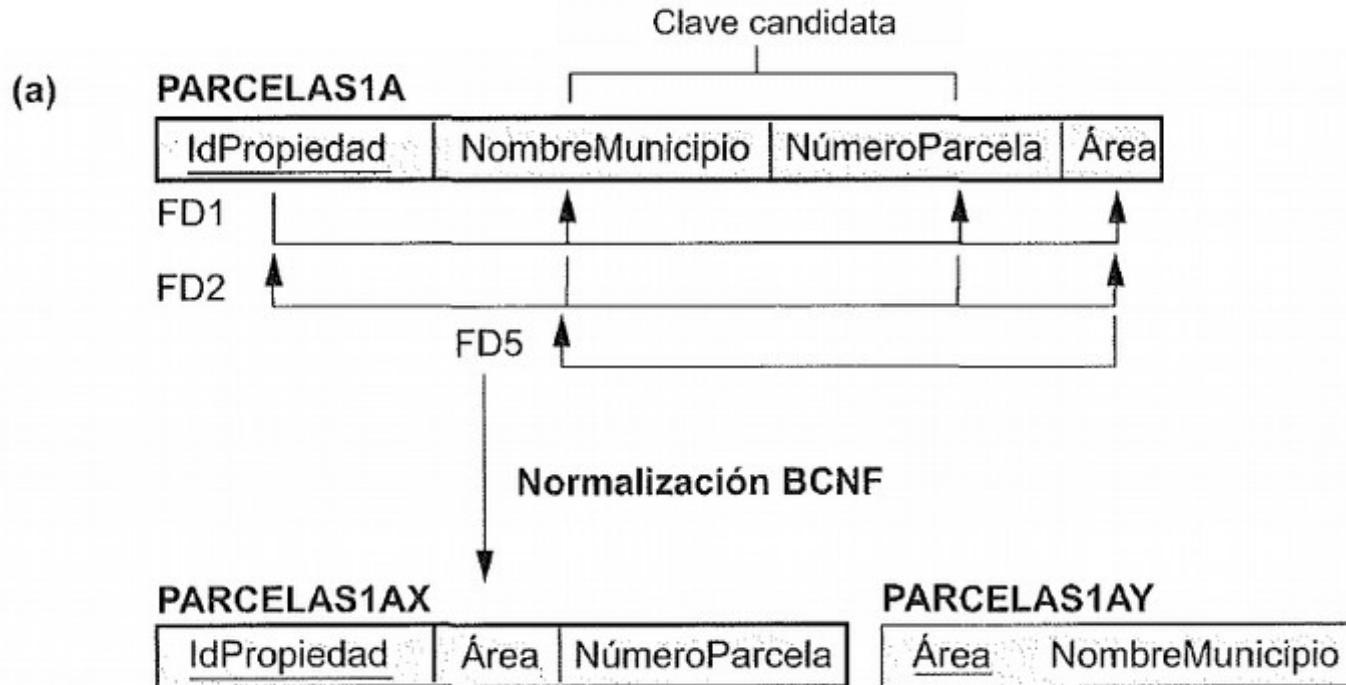 Clave candidata
(a) PARCELAS1A
IdPropiedad NombreMunicipio NúmeroParcela Área
FD1
FD2
FD5
Normalización BCNF
PARCELAS1AX PARCELAS1AY
IdPropiedad Área NúmeroParcela Área NombreMunicipio